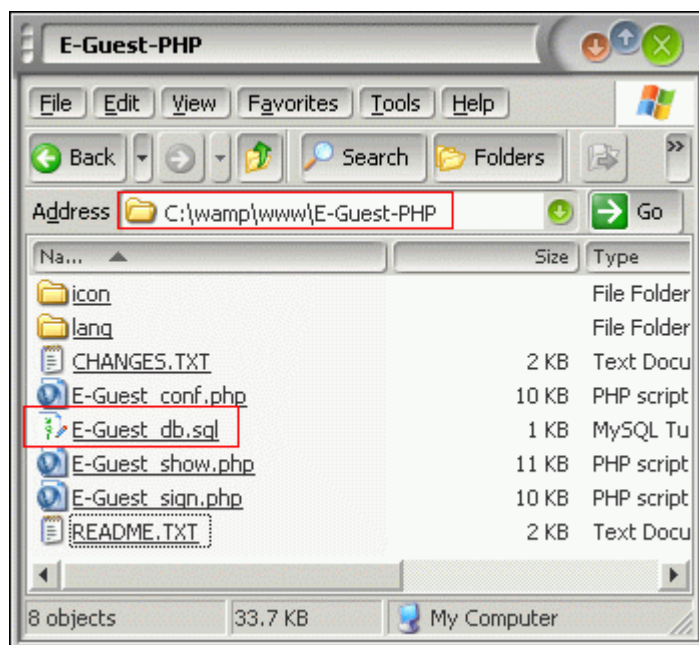 E-Guest-PHP
File Edit View Favorites Tools Help
Back Search Folders »
Address C:\wamp\www\E-Guest-PHP Go
Na... Size Type
icon File Folder
lang File Folder
CHANGES.TXT 2 KB Text Docu
E-Guest_conf.php 10 KB PHP script
E-Guest_db.sql 1 KB MySQL Tu
E-Guest_show.php 11 KB PHP script
E-Guest_sign.php 10 KB PHP script
README.TXT 2 KB Text Docu
8 objects 33.7 KB My Computer